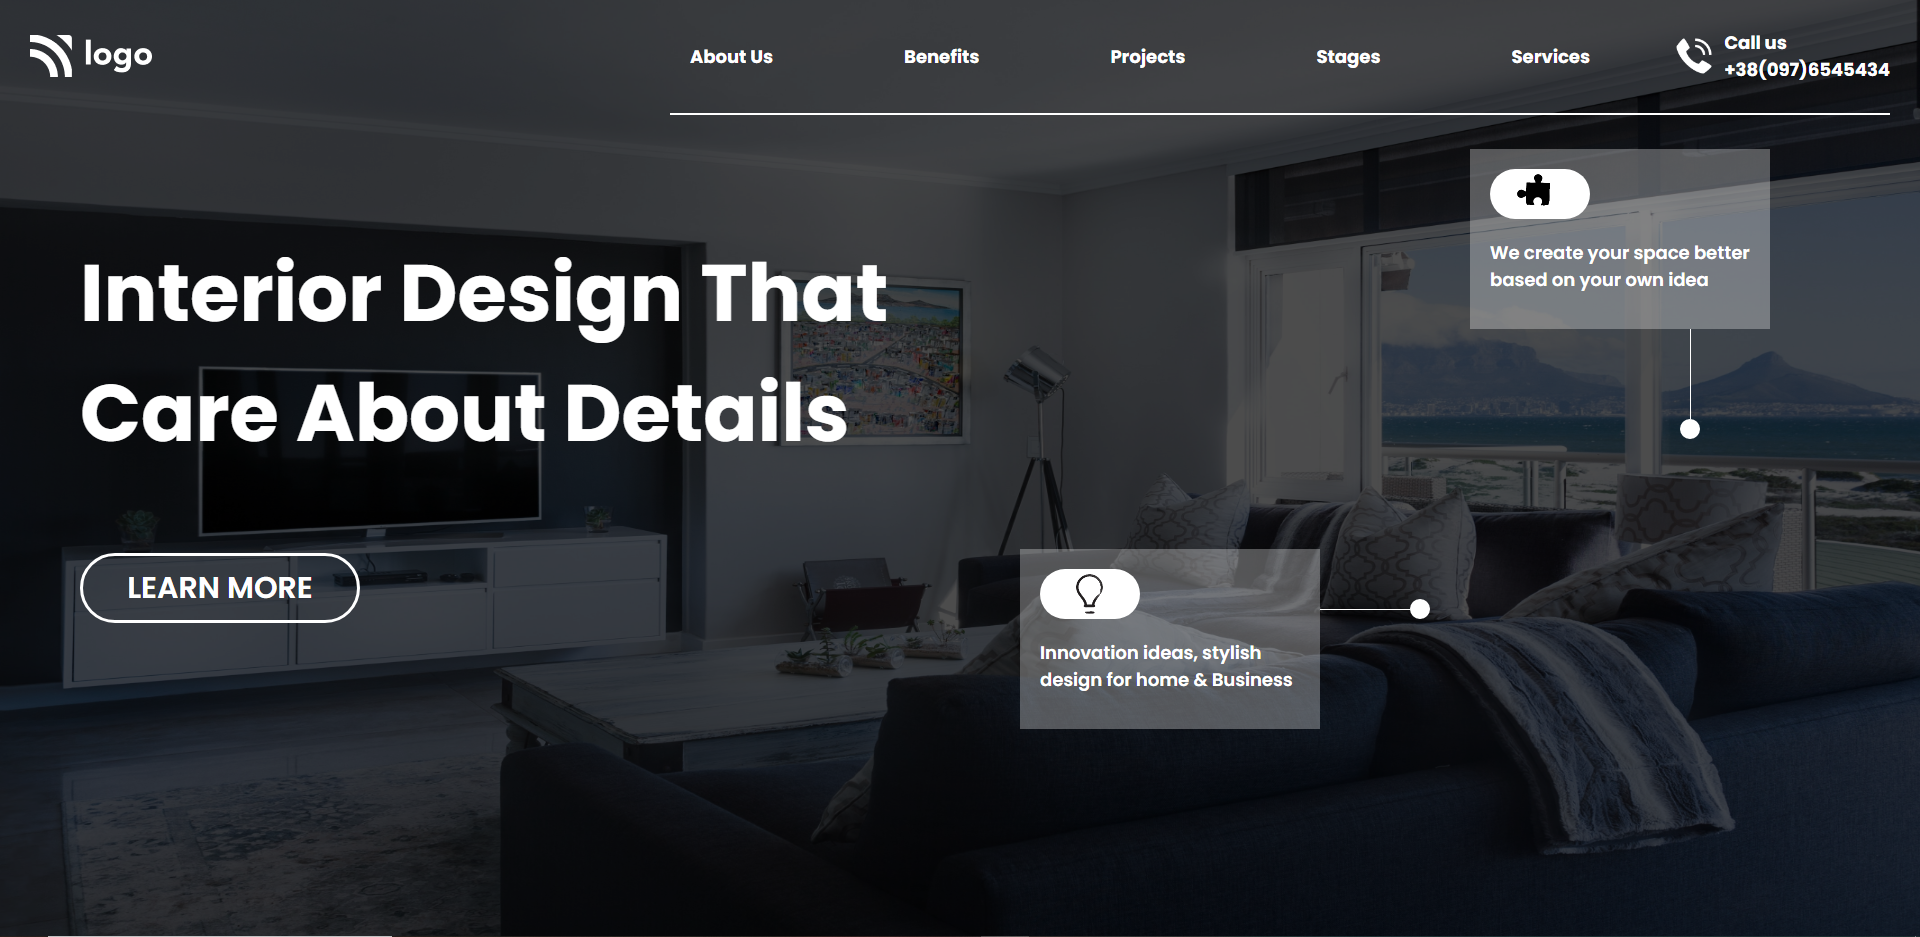 logo
About Us
Benefits
Projects
Stages
Services
Call us
+38(097)6545434
We create your space better
based on your own idea
Interior Design That
Care About Details
LEARN MORE
Innovation ideas, stylish
design for home & Business